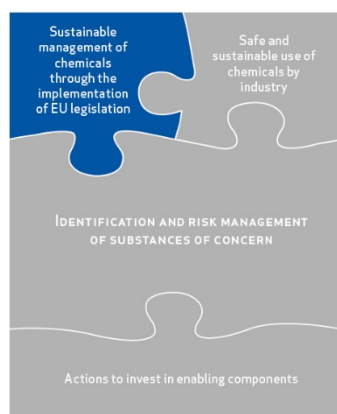 Sustainable
management of
chemicals
through the
implementation
of EU legislation
Safe and
sustainable use of
chemicals by
industry
IDENTIFICATION AND RISK MANAGEMENT
OF SUBSTANCES OF CONCERN
Actions to invest in enabling components